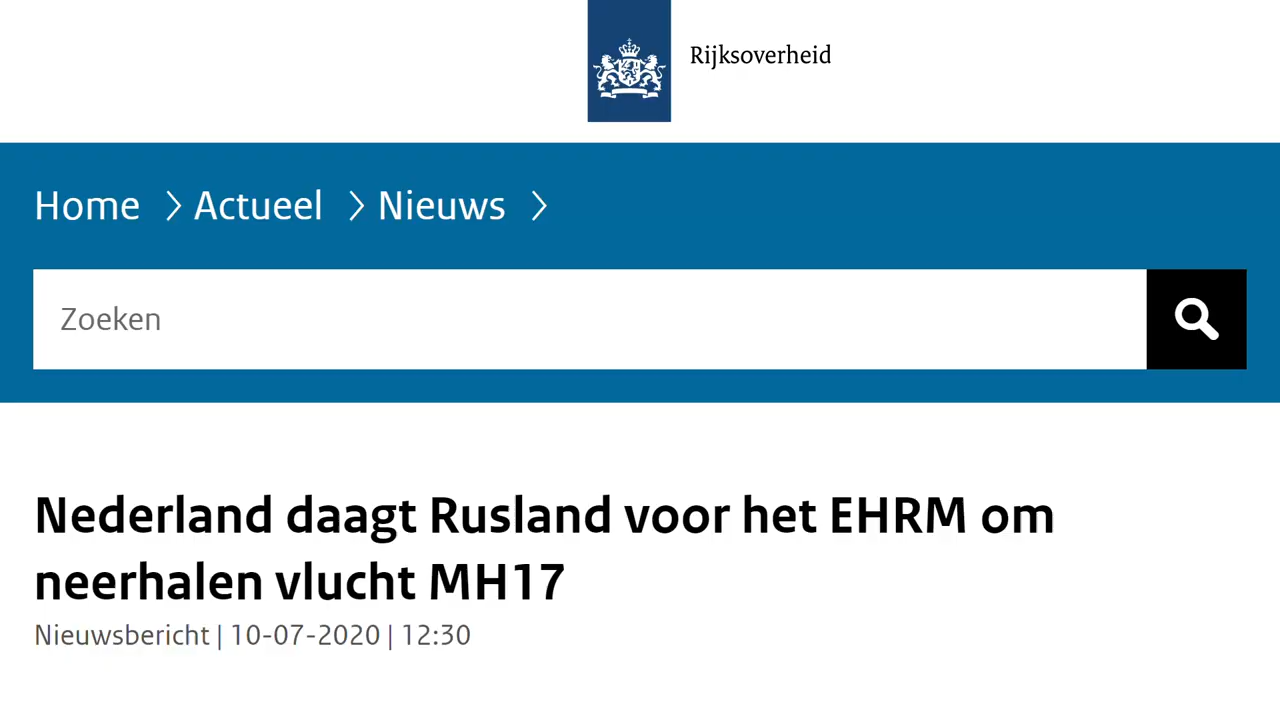 Rijksoverheid
Home > Actueel > Nieuws >
Zoeken
Nederland daagt Rusland voor het EHRM om
neerhalen vlucht MH17
Nieuwsbericht | 10-07-2020 | 12:30